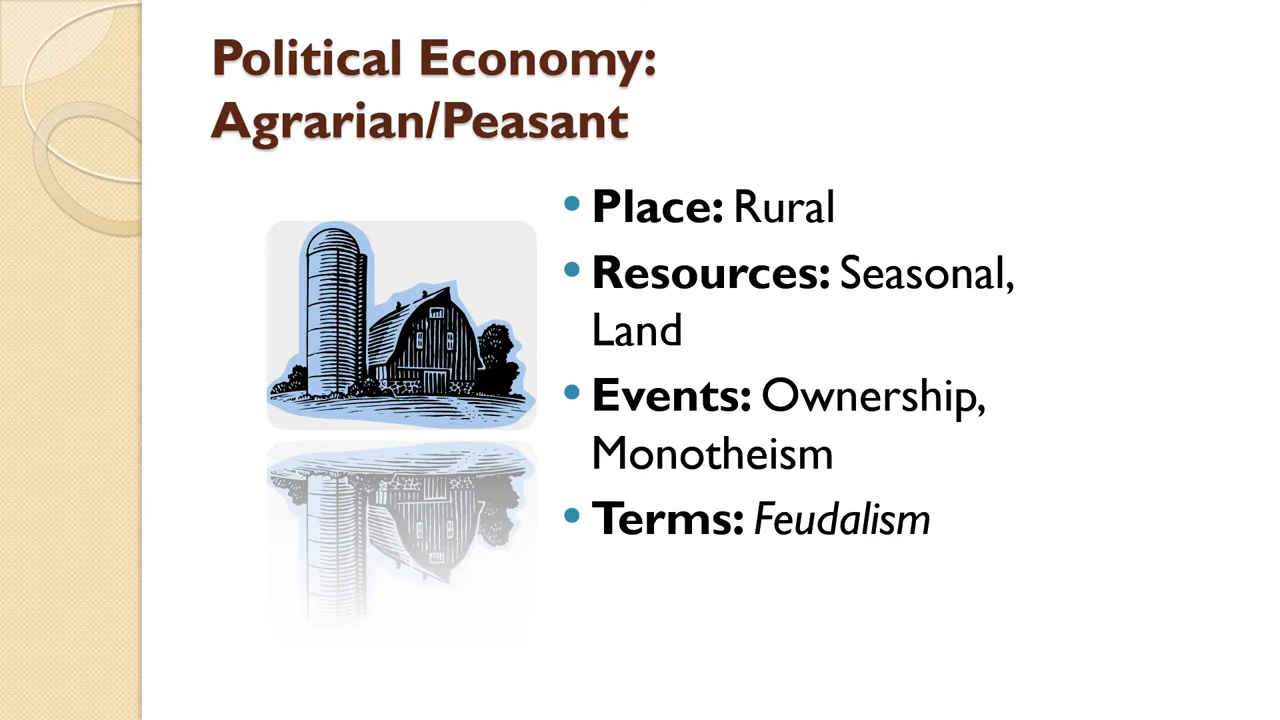 Political Economy:
Agrarian/Peasant
• Place: Rural
• Resources: Seasonal,
Land
• Events: Ownership,
Monotheism
• Terms: Feudalism